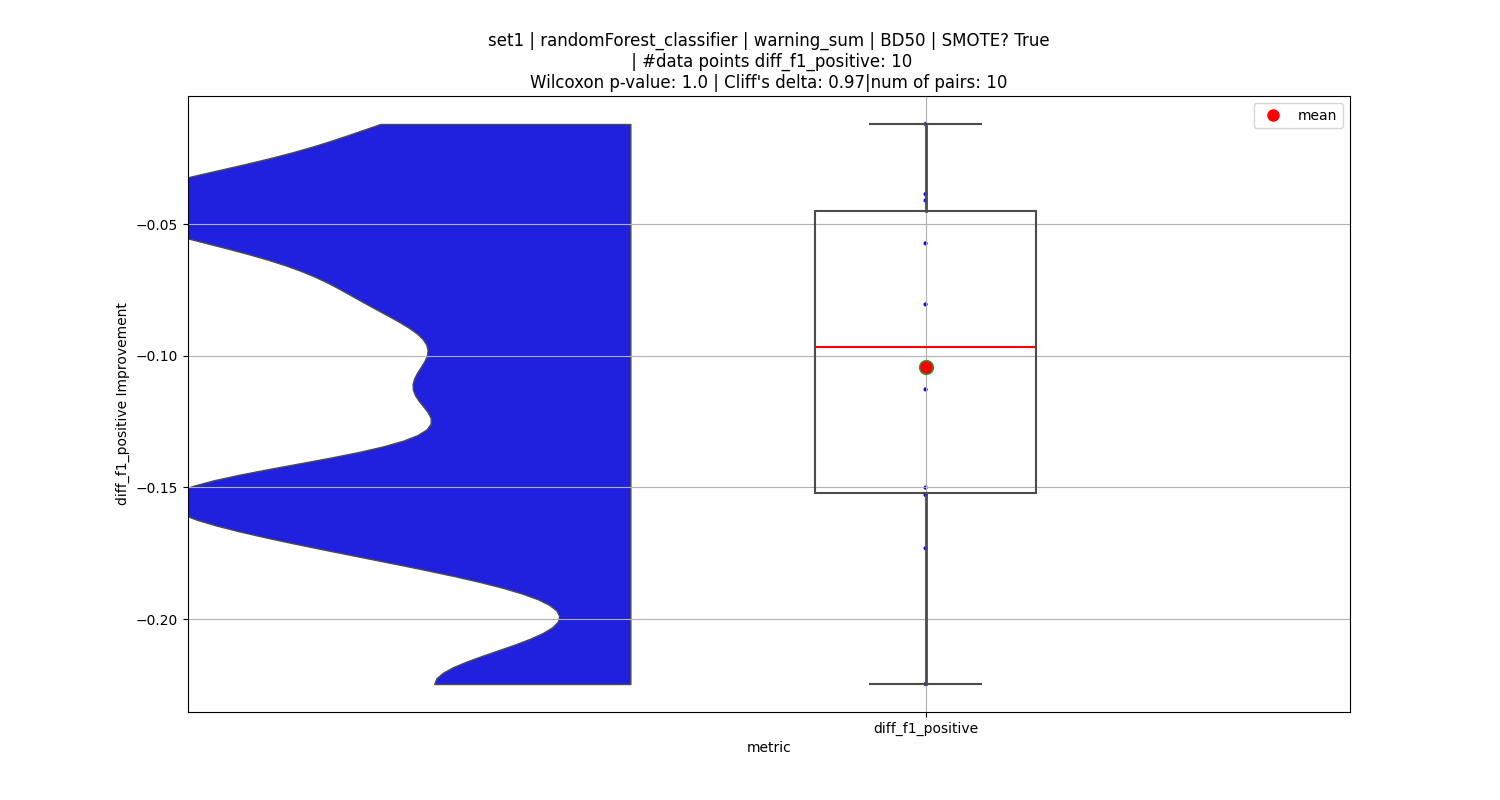 set1 | randomForest_classifier | warning_sum | BD50 | SMOTE? True
| #data points diff_f1_positive: 10
Wilcoxon p-value: 1.0 | Cliff's delta: 0.97|num of pairs: 10
mean
−0.05
−0.10
−0.15
−0.20
diff_f1_positive Improvement
diff_f1_positive
metric